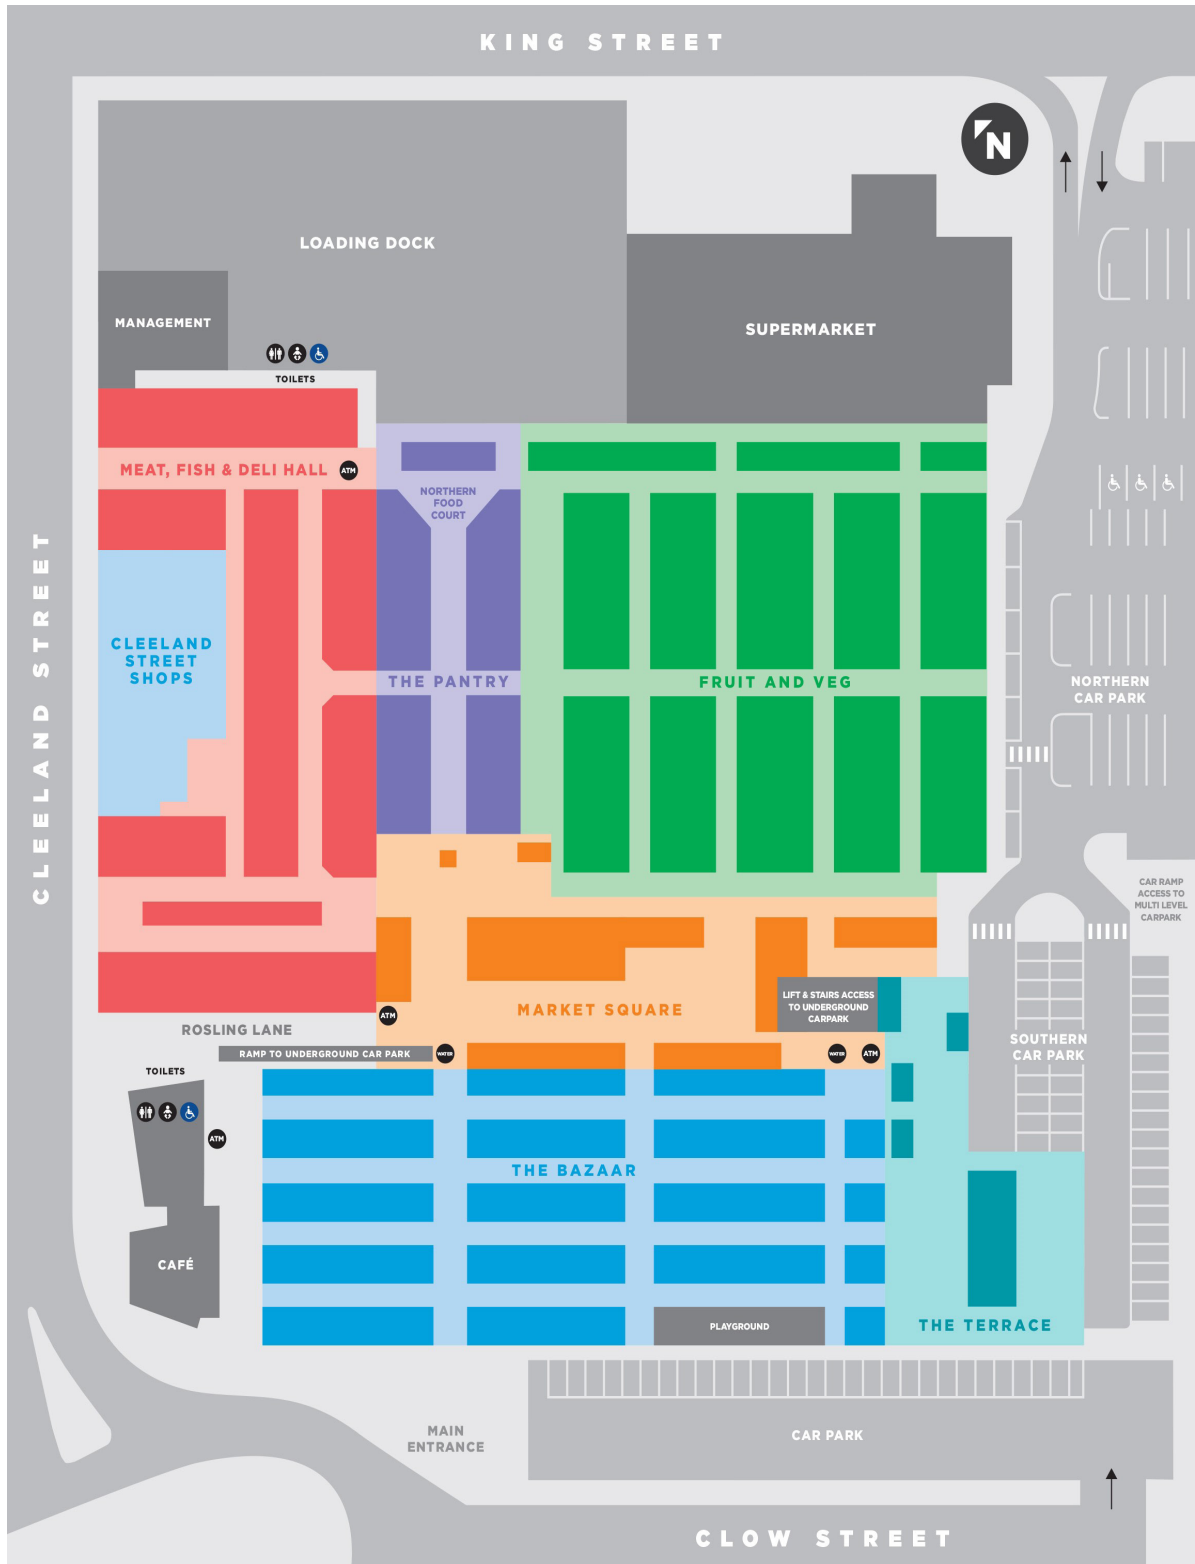 KING STREET
N
LOADING DOCK
MANAGEMENT
SUPERMARKET
TOILETS
MEAT, FISH & DELI HALL
ATM
NORTHERN
FOOD
COURT
CLEELAND STREET
CLEELAND
STREET
SHOPS
THE PANTRY
FRUIT AND VEG
NORTHERN
CAR PARK
CAR RAMP
ACCESS TO
MULTI LEVEL
CARPARK
LIFT & STAIRS ACCESS
TO UNDERGROUND
CARPARK
MARKET SQUARE
ATM
ROSLING LANE
RAMP TO UNDERGROUND CAR PARK
WATER
WATER
ATM
SOUTHERN
CAR PARK
TOILETS
ATM
THE BAZAAR
CAFÉ
PLAYGROUND
THE TERRACE
MAIN
ENTRANCE
CAR PARK
CLOW STREET